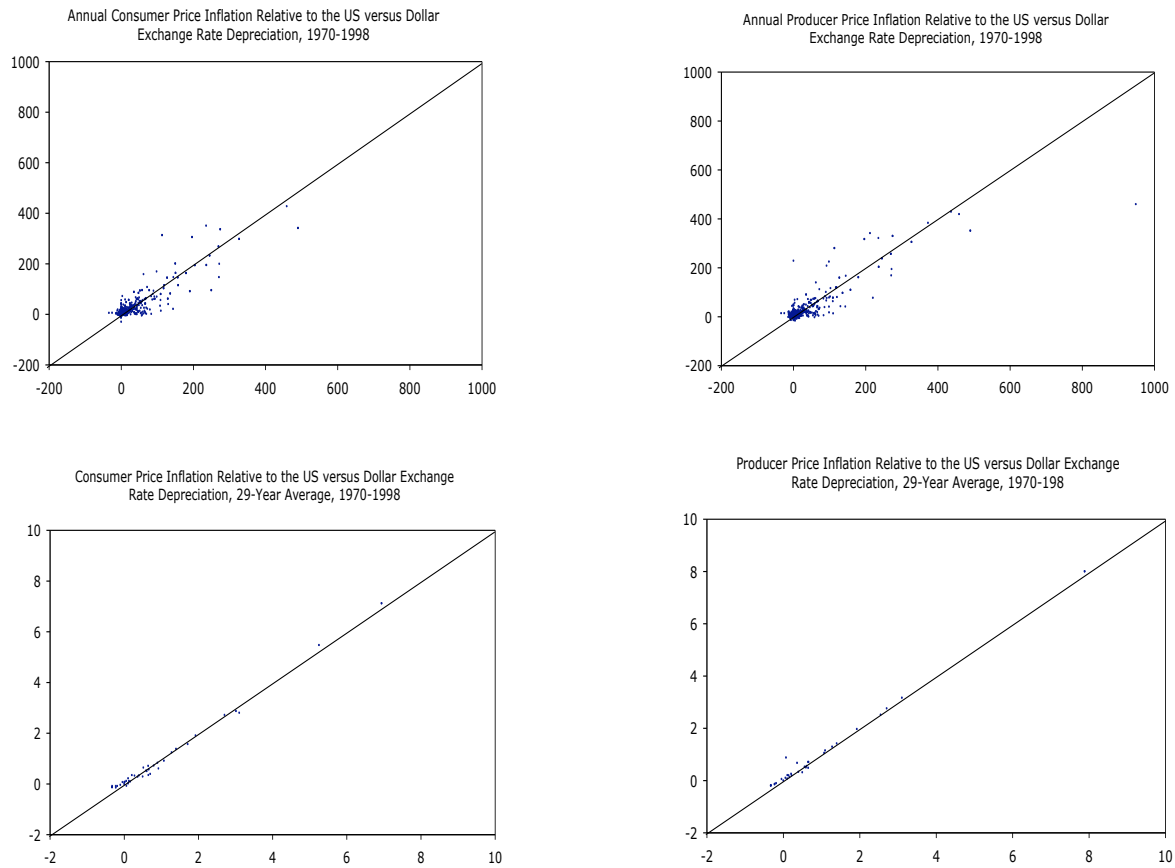 Annual Consumer Price Inflation Relative to the US versus Dollar
Exchange Rate Depreciation, 1970-1998
1000
800
600
400
200
0
-200
-200 0 200 400 600 800 1000
Annual Producer Price Inflation Relative to the US versus Dollar
Exchange Rate Depreciation, 1970-1998
1000
800
600
400
200
0
-200
-200 0 200 400 600 800 1000
Consumer Price Inflation Relative to the US versus Dollar Exchange
Rate Depreciation, 29-Year Average, 1970-1998
10
8
6
4
2
0
-2
-2 0 2 4 6 8 10
Producer Price Inflation Relative to the US versus Dollar Exchange
Rate Depreciation, 29-Year Average, 1970-198
10
8
6
4
2
0
-2
-2 0 2 4 6 8 10